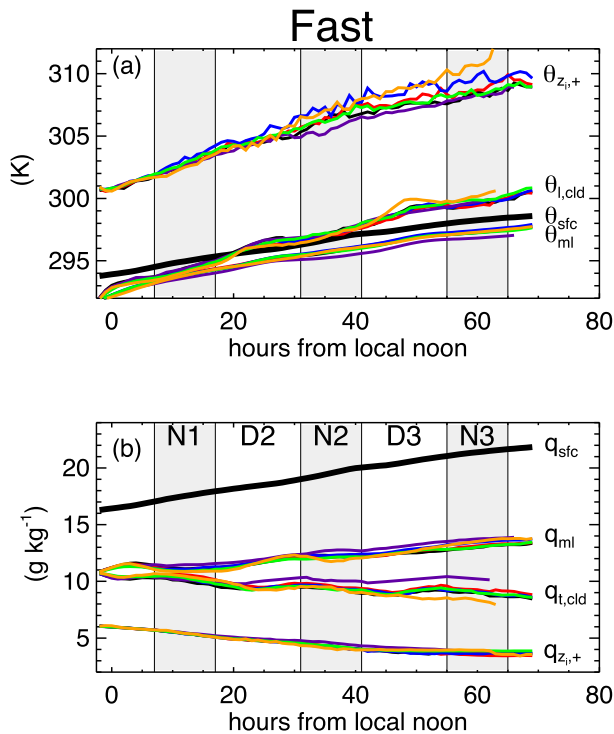 Fast
(a)
310
305
300
295
(K)
θzᵢ,+
θl,cld
θsfc
θml
0 20 40 60 80
hours from local noon
(b) N1 D2 N2 D3 N3
20
15
10
5
(g kg⁻¹)
qsfc
qml
qt,cld
qzᵢ,+
0 20 40 60 80
hours from local noon